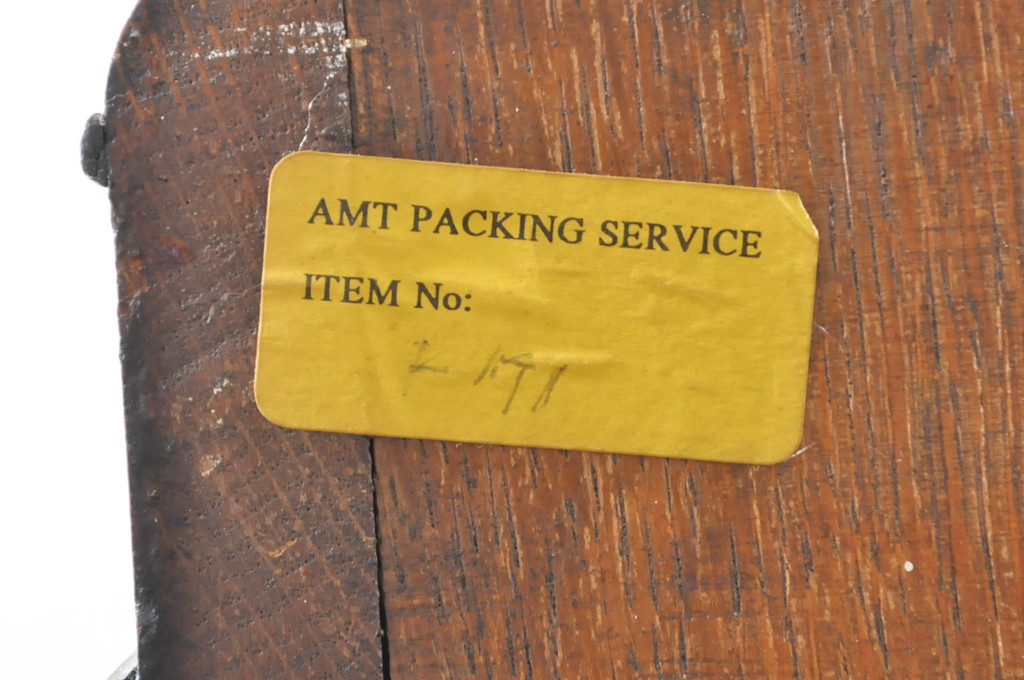 AMT PACKING SERVICE
ITEM No: